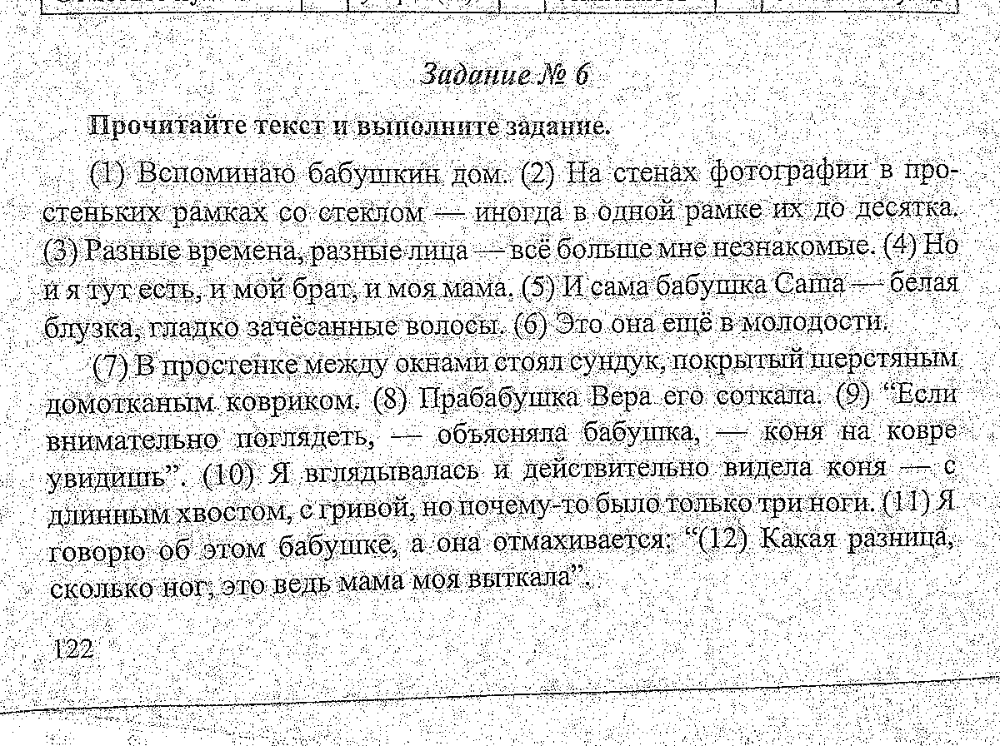 Задание № 6
Прочитайте текст и выполните задание.
(1) Вспоминаю бабушкин дом. (2) На стенах фотографии в про-
стеньких рамках со стеклом — иногда в одной рамке их до десятка.
(3) Разные времена, разные лица — всё больше мне незнакомые. (4) Но
и я тут есть, и мой брат, и моя мама. (5) И сама бабушка Саша — белая
блузка, гладко зачёсанные волосы. (6) Это она ещё в молодости.
(7) В простенке между окнами стоял сундук, покрытый шерстяным
домотканым ковриком. (8) Прабабушка Вера его соткала. (9) “Если
внимательно поглядеть, — объясняла бабушка, — коня на ковре
увидишь”. (10) Я вглядывалась и действительно видела коня — с
длинным хвостом, с гривой, но почему-то было только три ноги. (11) Я
говорю об этом бабушке, а она отмахивается: “(12) Какая разница,
сколько ног, это ведь мама моя выткала”.
122